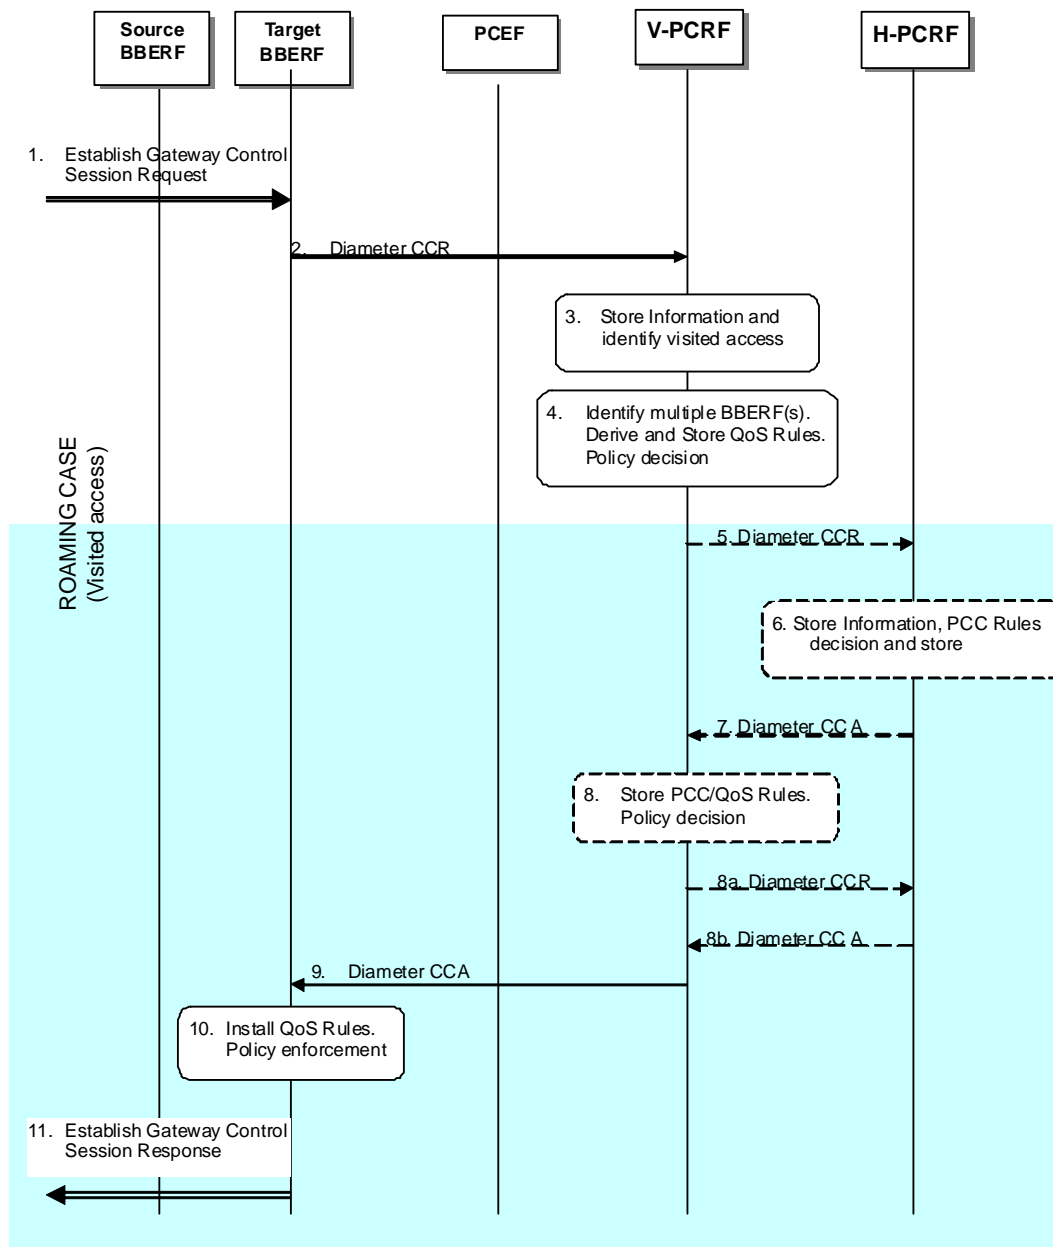 Source
BBERF
Target
BBERF
PCEF
V-PCRF
H-PCRF
1. Establish Gateway Control
Session Request
2. Diameter CCR
3. Store Information and
identify visited access
4. Identify multiple BBERF(s).
Derive and Store QoS Rules.
Policy decision
ROAMING CASE
(Visited access)
5. Diameter CCR
6. Store Information, PCC Rules
decision and store
7. Diameter CCA
8. Store PCC/QoS Rules.
Policy decision
8a. Diameter CCR
8b. Diameter CCA
9. Diameter CCA
10. Install QoS Rules.
Policy enforcement
11. Establish Gateway Control
Session Response